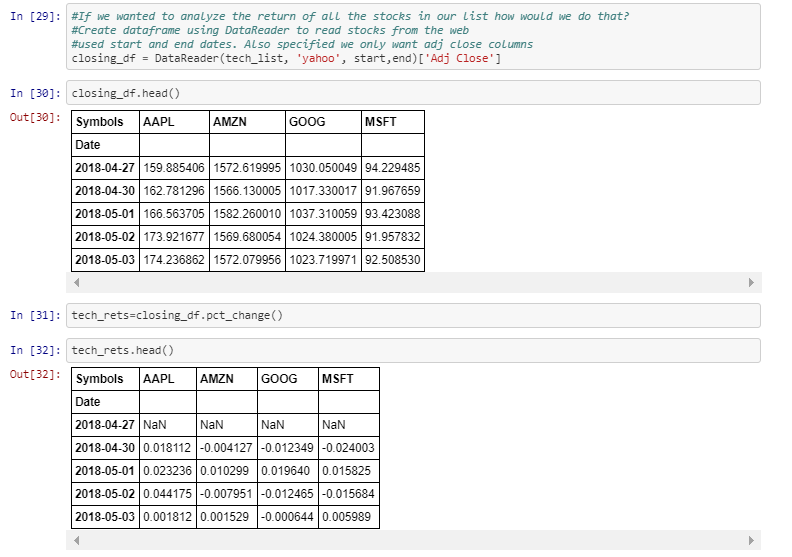 In [29]: #If we wanted to analyze the return of all the stocks in our list how would we do that?
#Create dataframe using DataReader to read stocks from the web
#used start and end dates. Also specified we only want adj close columns
closing_df = DataReader(tech_list, 'yahoo', start,end)['Adj Close']
In [30]: closing_df.head()
Out[30]:
Symbols AAPL AMZN GOOG MSFT
Date
2018-04-27 159.885406 1572.619995 1030.050049 94.229485
2018-04-30 162.781296 1566.130005 1017.330017 91.967659
2018-05-01 166.563705 1582.260010 1037.310059 93.423088
2018-05-02 173.921677 1569.680054 1024.380005 91.957832
2018-05-03 174.236862 1572.079956 1023.719971 92.508530
In [31]: tech_rets=closing_df.pct_change()
In [32]: tech_rets.head()
Out[32]:
Symbols AAPL AMZN GOOG MSFT
Date
2018-04-27 NaN NaN NaN NaN
2018-04-30 0.018112 -0.004127 -0.012349 -0.024003
2018-05-01 0.023236 0.010299 0.019640 0.015825
2018-05-02 0.044175 -0.007951 -0.012465 -0.015684
2018-05-03 0.001812 0.001529 -0.000644 0.005989